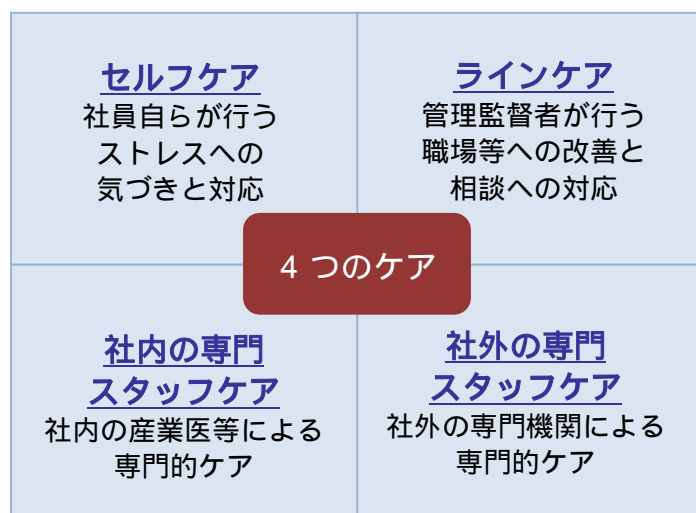 セルフケア
社員自らが行う
ストレスへの
気づきと対応
ラインケア
管理監督者が行う
職場等への改善と
相談への対応
4 つのケア
社内の専門
スタッフケア
社内の産業医等による
専門的ケア
社外の専門
スタッフケア
社外の専門機関による
専門的ケア